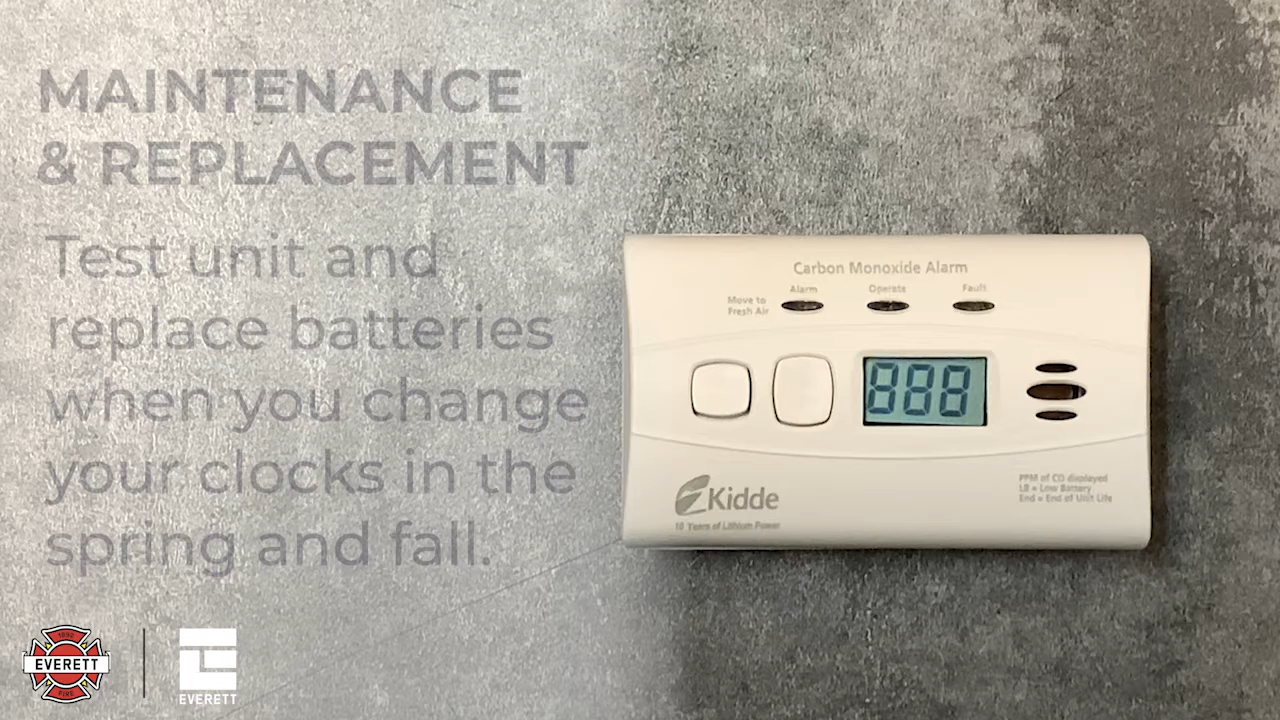 MAINTENANCE
& REPLACEMENT
Test unit and
replace batteries
when you change
your clocks in the
spring and fall.
Carbon Monoxide Alarm
Alarm
Operate
Fault
Move to
Fresh Air
888
Kidde
10 Years of Lithium Power
PPM of CO displayed
LB = Low Battery
End = End of Unit Life
1892
EVERETT
FIRE
EVERETT